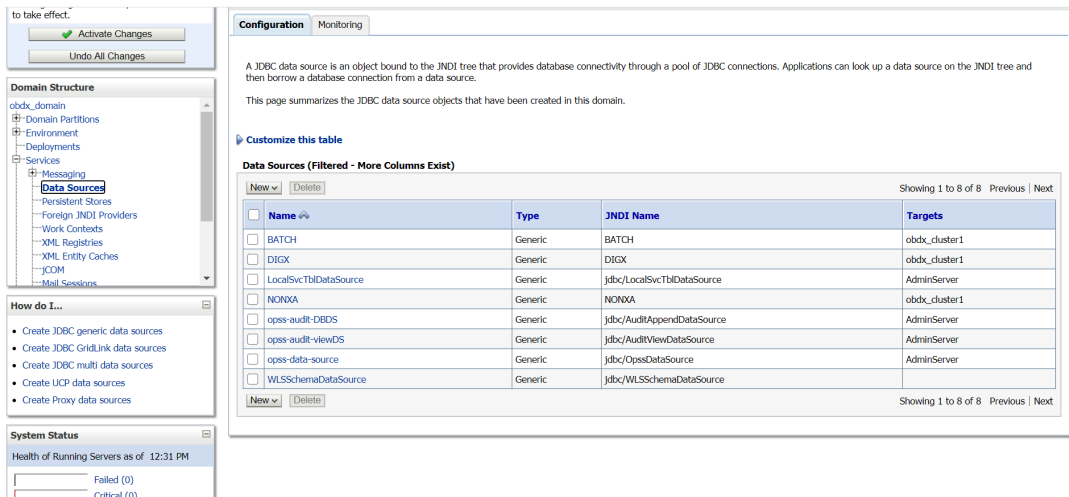 to take effect.
Activate Changes
Undo All Changes
Domain Structure
obdx_domain
Domain Partitions
Environment
Deployments
Services
Messaging
Data Sources
Persistent Stores
Foreign JNDI Providers
Work Contexts
XML Registries
XML Entity Caches
jCOM
Mail Sessions
How do I...
Create JDBC generic data sources
Create JDBC GridLink data sources
Create JDBC multi data sources
Create UCP data sources
Create Proxy data sources
System Status
Health of Running Servers as of 12:31 PM
Failed (0)
Critical (0)
Configuration Monitoring
A JDBC data source is an object bound to the JNDI tree that provides database connectivity through a pool of JDBC connections. Applications can look up a data source on the JNDI tree and
then borrow a database connection from a data source.
This page summarizes the JDBC data source objects that have been created in this domain.
Customize this table
Data Sources (Filtered - More Columns Exist)
New Delete Showing 1 to 8 of 8 Previous | Next
Name Type JNDI Name Targets
BATCH Generic BATCH obdx_cluster1
DIGX Generic DIGX obdx_cluster1
LocalSvcTblDataSource Generic jdbc/LocalSvcTblDataSource AdminServer
NONXA Generic NONXA obdx_cluster1
opss-audit-DBDS Generic jdbc/AuditAppendDataSource AdminServer
opss-audit-viewDS Generic jdbc/AuditViewDataSource AdminServer
opss-data-source Generic jdbc/OpssDataSource AdminServer
WLSSchemaDataSource Generic jdbc/WLSSchemaDataSource
New Delete Showing 1 to 8 of 8 Previous | Next